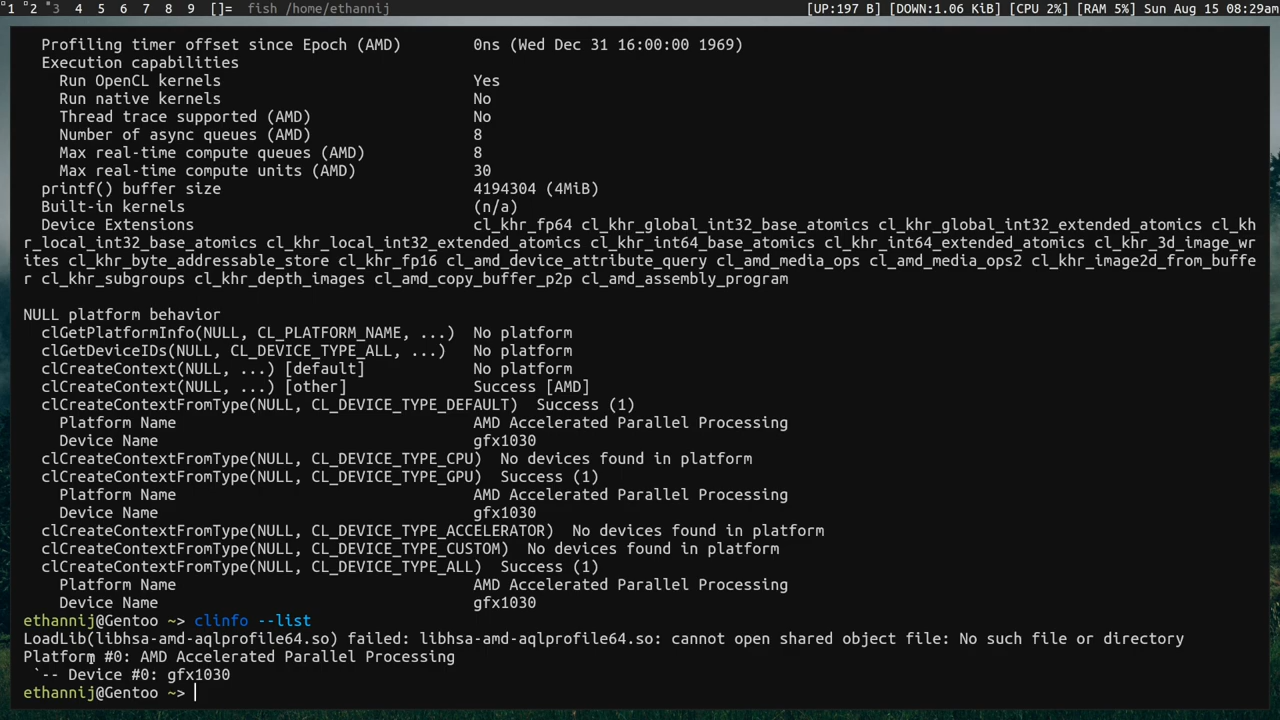 1 2 3 4 5 6 7 8 9 []= fish /home/ethannij [UP:197 B] [DOWN:1.06 KiB] [CPU 2%] [RAM 5%] Sun Aug 15 08:29am
Profiling timer offset since Epoch (AMD) 0ns (Wed Dec 31 16:00:00 1969)
Execution capabilities
Run OpenCL kernels Yes
Run native kernels No
Thread trace supported (AMD) No
Number of async queues (AMD) 8
Max real-time compute queues (AMD) 8
Max real-time compute units (AMD) 30
printf() buffer size 4194304 (4MiB)
Built-in kernels (n/a)
Device Extensions cl_khr_fp64 cl_khr_global_int32_base_atomics cl_khr_global_int32_extended_atomics cl_kh
r_local_int32_base_atomics cl_khr_local_int32_extended_atomics cl_khr_int64_base_atomics cl_khr_int64_extended_atomics cl_khr_3d_image_wr
ites cl_khr_byte_addressable_store cl_khr_fp16 cl_amd_device_attribute_query cl_amd_media_ops cl_amd_media_ops2 cl_khr_image2d_from_buffe
r cl_khr_subgroups cl_khr_depth_images cl_amd_copy_buffer_p2p cl_amd_assembly_program
NULL platform behavior
clGetPlatformInfo(NULL, CL_PLATFORM_NAME, ...) No platform
clGetDeviceIDs(NULL, CL_DEVICE_TYPE_ALL, ...) No platform
clCreateContext(NULL, ...) [default] No platform
clCreateContext(NULL, ...) [other] Success [AMD]
clCreateContextFromType(NULL, CL_DEVICE_TYPE_DEFAULT) Success (1)
Platform Name AMD Accelerated Parallel Processing
Device Name gfx1030
clCreateContextFromType(NULL, CL_DEVICE_TYPE_CPU) No devices found in platform
clCreateContextFromType(NULL, CL_DEVICE_TYPE_GPU) Success (1)
Platform Name AMD Accelerated Parallel Processing
Device Name gfx1030
clCreateContextFromType(NULL, CL_DEVICE_TYPE_ACCELERATOR) No devices found in platform
clCreateContextFromType(NULL, CL_DEVICE_TYPE_CUSTOM) No devices found in platform
clCreateContextFromType(NULL, CL_DEVICE_TYPE_ALL) Success (1)
Platform Name AMD Accelerated Parallel Processing
Device Name gfx1030
ethannij@Gentoo ~> clinfo --list
LoadLib(libhsa-amd-aqlprofile64.so) failed: libhsa-amd-aqlprofile64.so: cannot open shared object file: No such file or directory
Platform #0: AMD Accelerated Parallel Processing
`-- Device #0: gfx1030
ethannij@Gentoo ~>